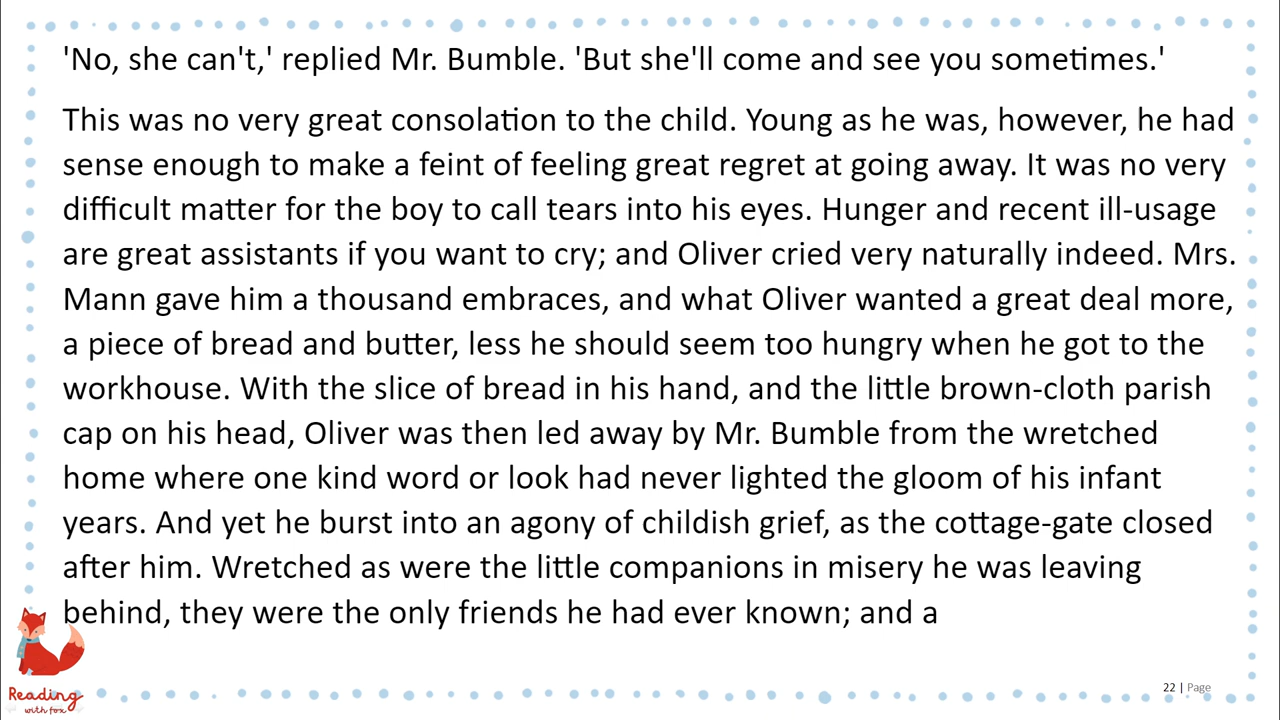 'No, she can't,' replied Mr. Bumble. 'But she'll come and see you sometimes.'
This was no very great consolation to the child. Young as he was, however, he had
sense enough to make a feint of feeling great regret at going away. It was no very
difficult matter for the boy to call tears into his eyes. Hunger and recent ill-usage
are great assistants if you want to cry; and Oliver cried very naturally indeed. Mrs.
Mann gave him a thousand embraces, and what Oliver wanted a great deal more,
a piece of bread and butter, less he should seem too hungry when he got to the
workhouse. With the slice of bread in his hand, and the little brown-cloth parish
cap on his head, Oliver was then led away by Mr. Bumble from the wretched
home where one kind word or look had never lighted the gloom of his infant
years. And yet he burst into an agony of childish grief, as the cottage-gate closed
after him. Wretched as were the little companions in misery he was leaving
behind, they were the only friends he had ever known; and a
22 | Page
Reading
with fox